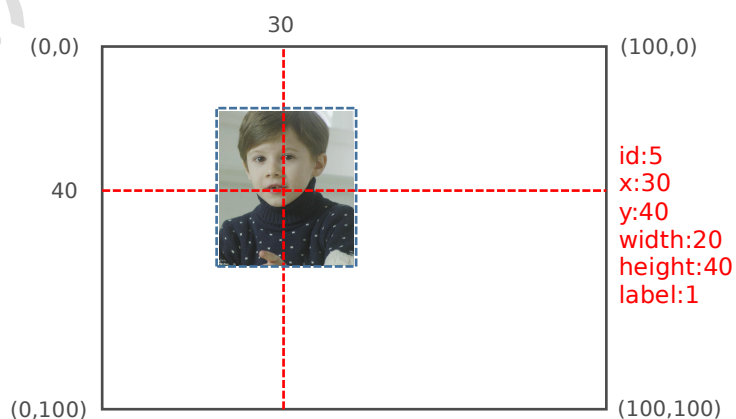 30
(0,0)
(100,0)
40
id:5
x:30
y:40
width:20
height:40
label:1
(0,100)
(100,100)